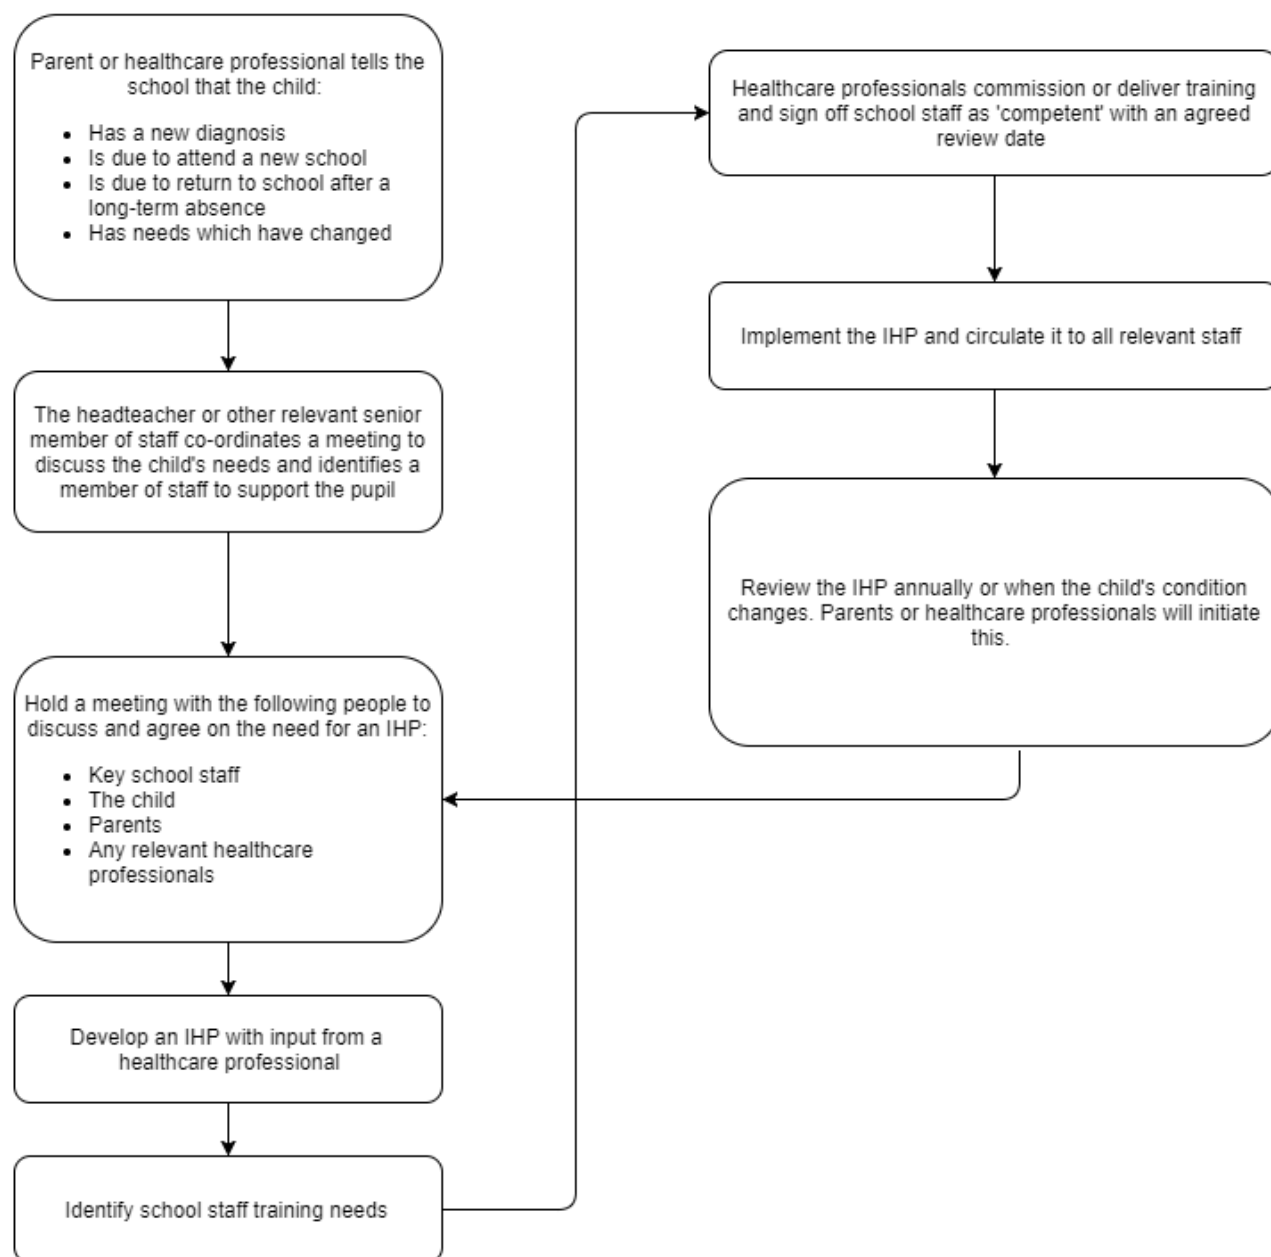 Parent or healthcare professional tells the
school that the child:
• Has a new diagnosis
• Is due to attend a new school
• Is due to return to school after a
long-term absence
• Has needs which have changed
The headteacher or other relevant senior
member of staff co-ordinates a meeting to
discuss the child's needs and identifies a
member of staff to support the pupil
Hold a meeting with the following people to
discuss and agree on the need for an IHP:
• Key school staff
• The child
• Parents
• Any relevant healthcare
professionals
Develop an IHP with input from a
healthcare professional
Identify school staff training needs
Healthcare professionals commission or deliver training
and sign off school staff as 'competent' with an agreed
review date
Implement the IHP and circulate it to all relevant staff
Review the IHP annually or when the child's condition
changes. Parents or healthcare professionals will initiate
this.